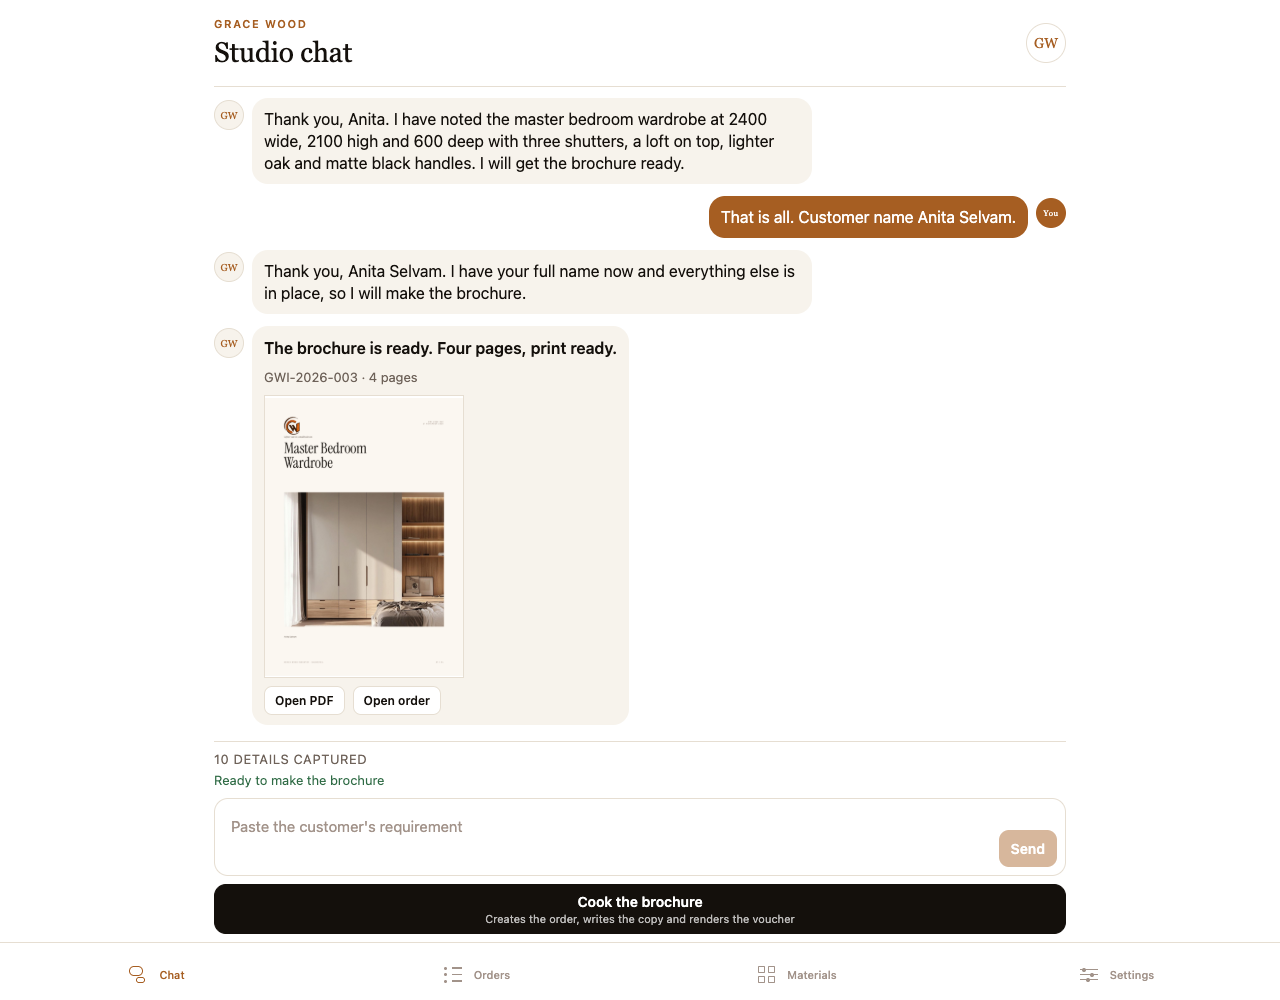 GRACE WOOD
Studio chat
GW
GW
Thank you, Anita. I have noted the master bedroom wardrobe at 2400
wide, 2100 high and 600 deep with three shutters, a loft on top, lighter
oak and matte black handles. I will get the brochure ready.
That is all. Customer name Anita Selvam.
You
GW
Thank you, Anita Selvam. I have your full name now and everything else is
in place, so I will make the brochure.
GW
The brochure is ready. Four pages, print ready.
GWI-2026-003 · 4 pages
Master Bedroom
Wardrobe
Open PDF
Open order
10 DETAILS CAPTURED
Ready to make the brochure
Paste the customer's requirement
Send
Cook the brochure
Creates the order, writes the copy and renders the voucher
Chat
Orders
Materials
Settings